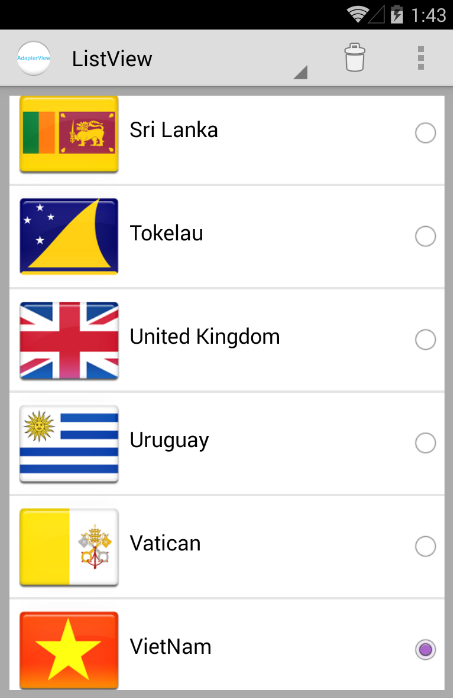 1:43
AdapterView
ListView
Sri Lanka
Tokelau
United Kingdom
Uruguay
Vatican
VietNam